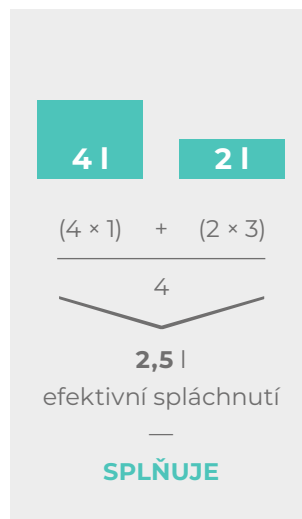 4 l 2 l
(4 × 1) + (2 × 3)
4
2,5 l
efektivní spláchnutí
—
SPLŇUJE